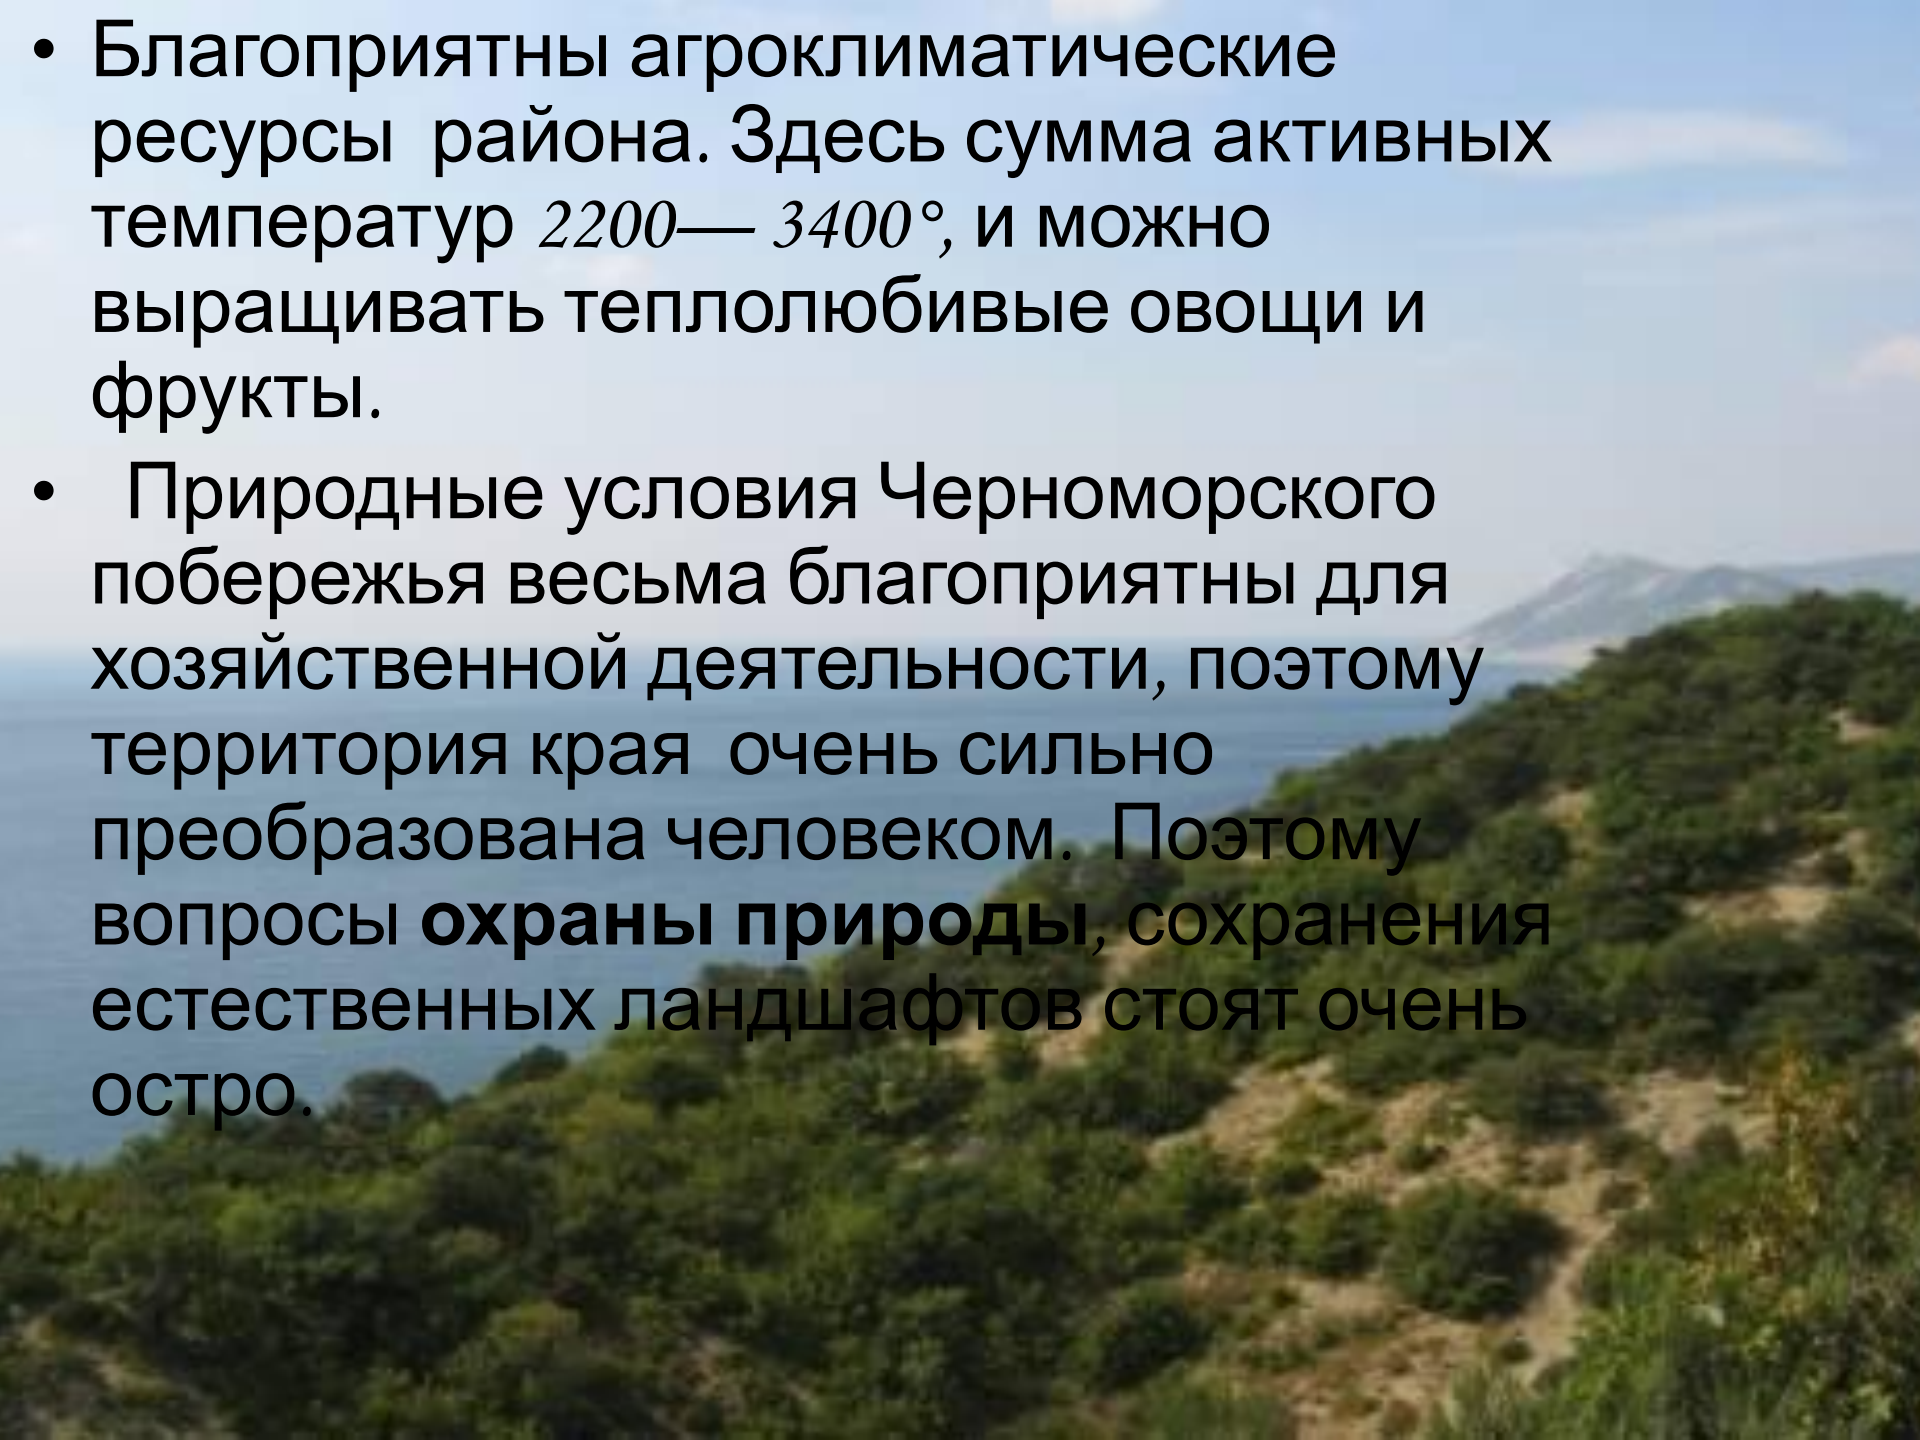 • Благоприятны агроклиматические
ресурсы  района. Здесь сумма активных
температур 2200— 3400°, и можно
выращивать теплолюбивые овощи и
фрукты.
•  Природные условия Черноморского
побережья весьма благоприятны для
хозяйственной деятельности, поэтому
территория края  очень сильно
преобразована человеком.  Поэтому
вопросы охраны природы, сохранения
естественных ландшафтов стоят очень
остро.